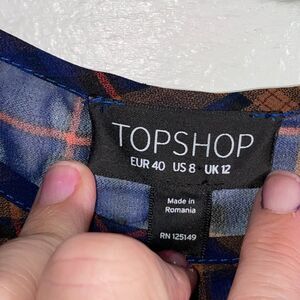 TOPSHOP
EUR 40 US 8 UK 12
Made in
Romania
RN 125149